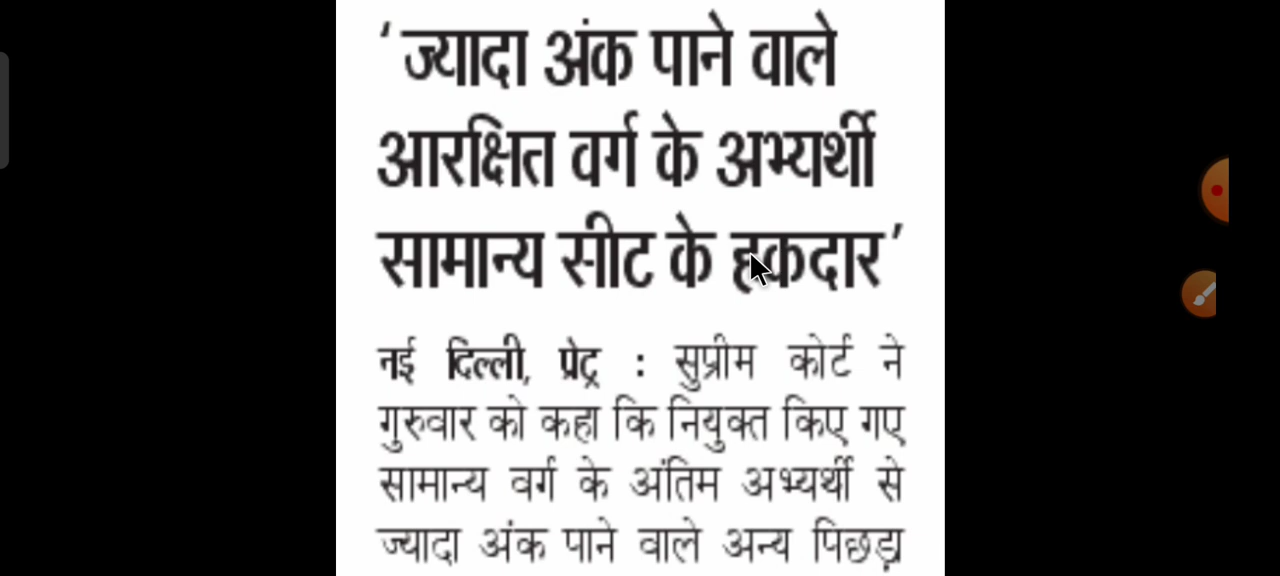 'ज्यादा अंक पाने वाले
आरक्षित वर्ग के अभ्यर्थी
सामान्य सीट के हकदार'
नई दिल्ली, प्रेट्र : सुप्रीम कोर्ट ने
गुरुवार को कहा कि नियुक्त किए गए
सामान्य वर्ग के अंतिम अभ्यर्थी से
ज्यादा अंक पाने वाले अन्य पिछड़ा